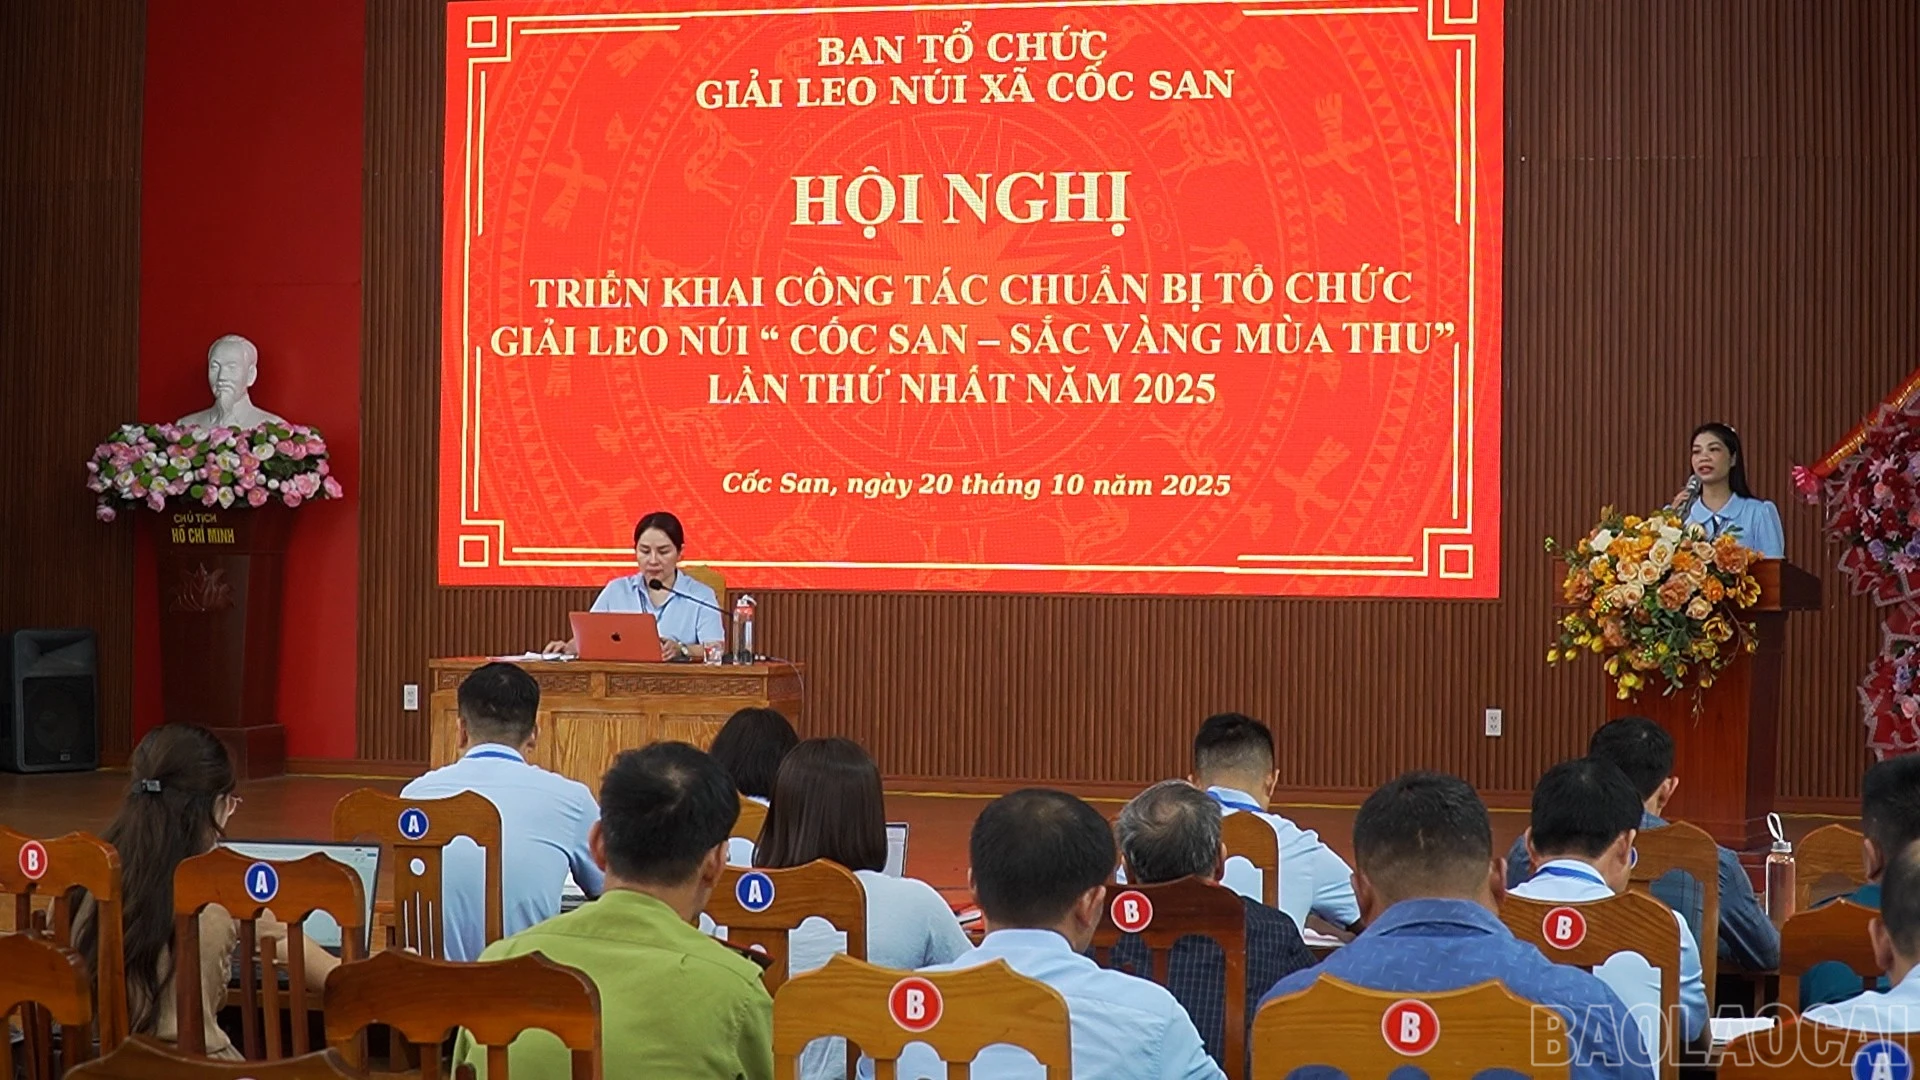 BAN TỔ CHỨC
GIẢI LEO NÚI XÃ CỐC SAN
HỘI NGHỊ
TRIỄN KHAI CÔNG TÁC CHUẨN BỊ TỔ CHỨC
GIẢI LEO NÚI “ CỐC SAN – SẮC VÀNG MÙA THU”
LẦN THỨ NHẤT NĂM 2025
Cốc San, ngày 20 tháng 10 năm 2025
CHỦ TỊCH
HỒ CHÍ MINH
A
B
A
A
B
B
B
B
A
BAOLAOCAI